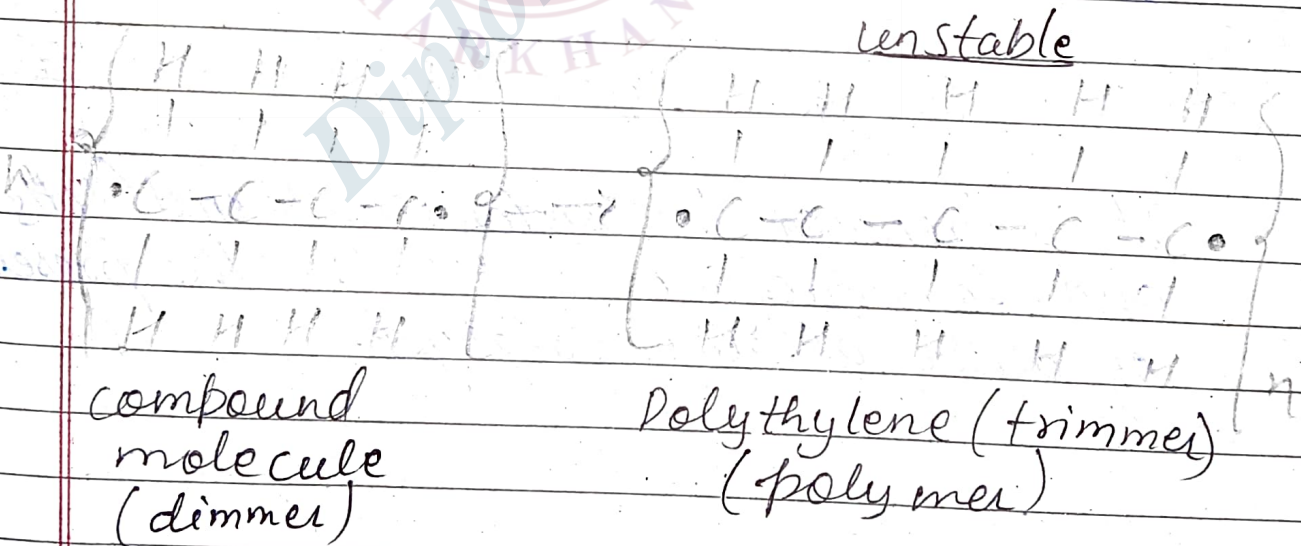 unstable
H H H H H H H H
| | | | | | | | |
n •C - C - C - C• → •C - C - C - C - C•
| | | | | | | | |
H H H H H H H H H n
compound Polythylene (trimmer)
molecule (polymer)
(dimmer)